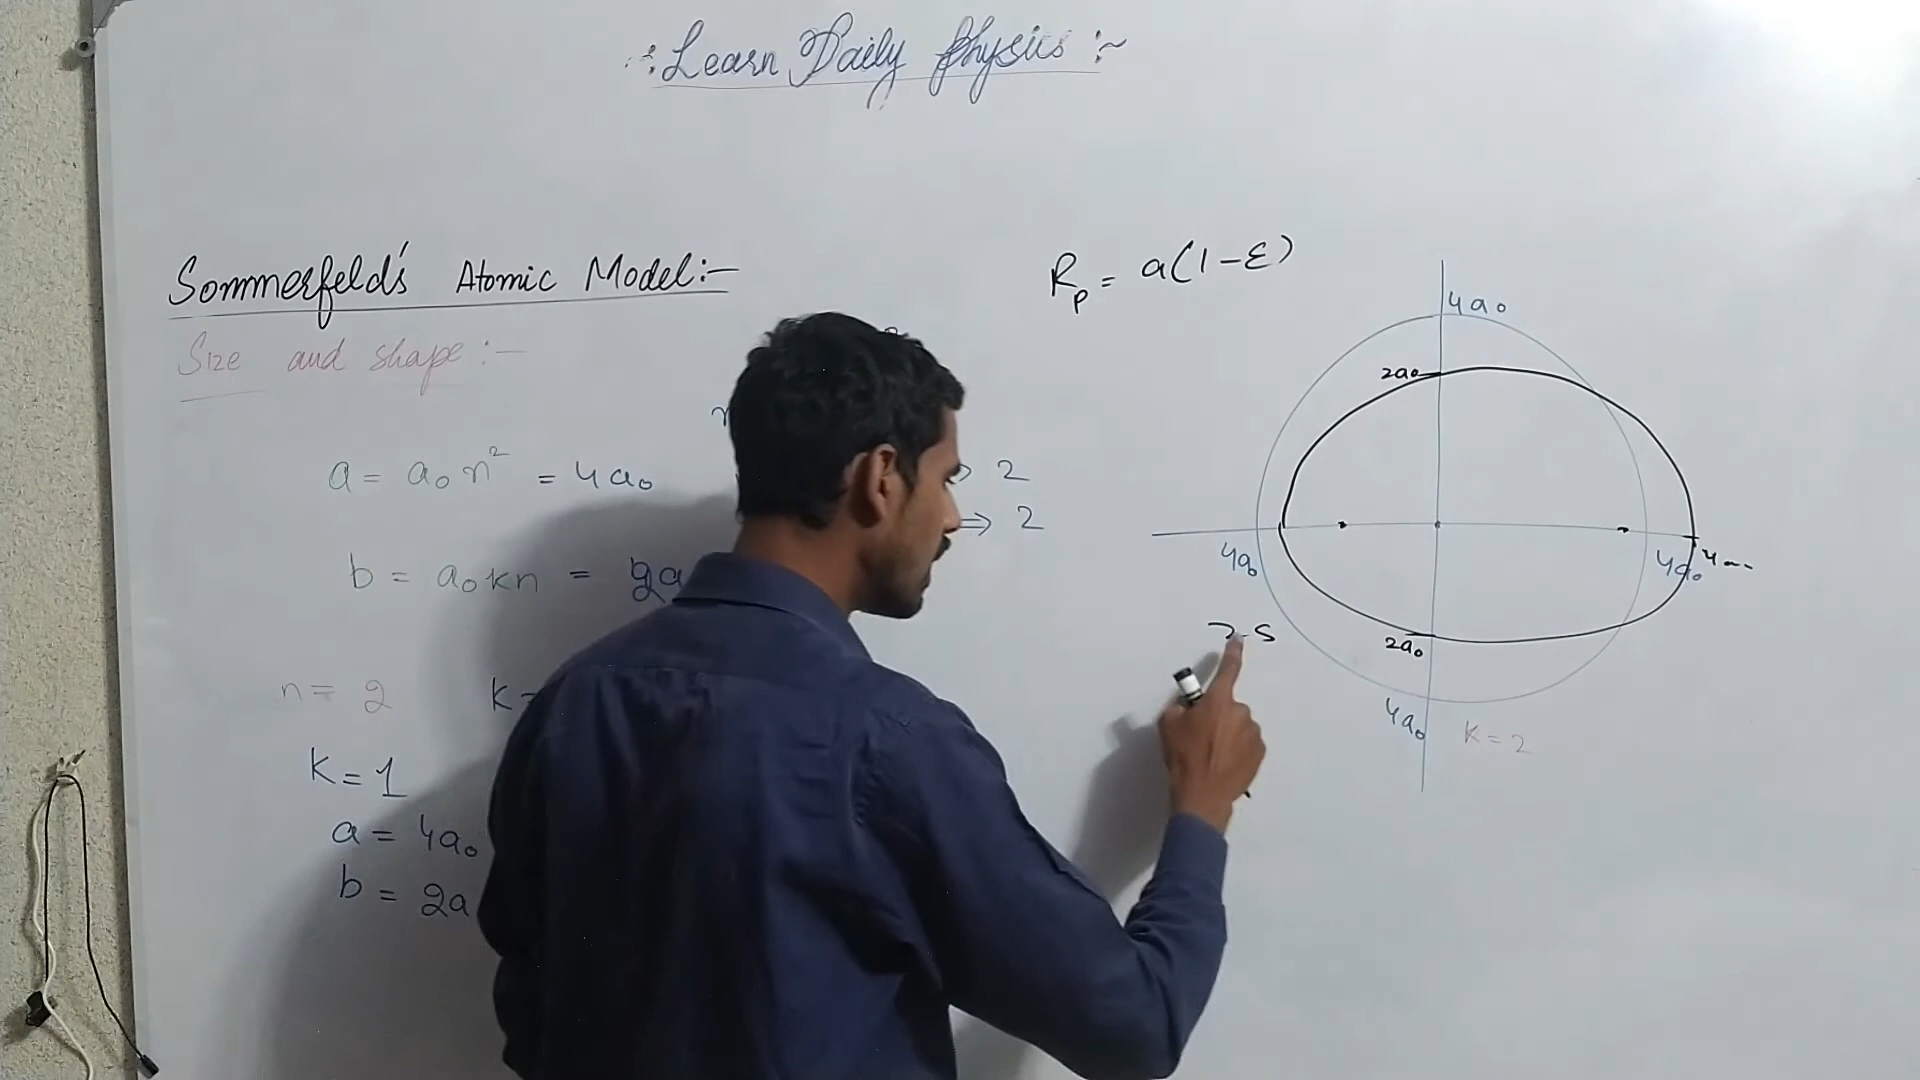 :Learn Daily Physics:~
Sommerfeld's Atomic Model:-
Size and shape:-
a = a₀n² = 4a₀
b = a₀kn = 2a
n = 2 k=
k=1
a = 4a₀
b = 2a
⇒ 2
⇒ 2
Rₚ = a(1-ε)
4a₀
2a₀
4a₀
4a₀
2a₀
4a₀
k=2